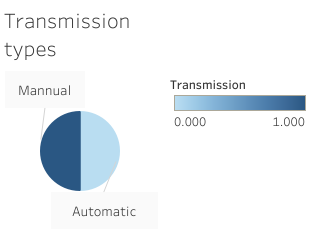 Transmission
types
Mannual
Transmission
0.000 1.000
Automatic